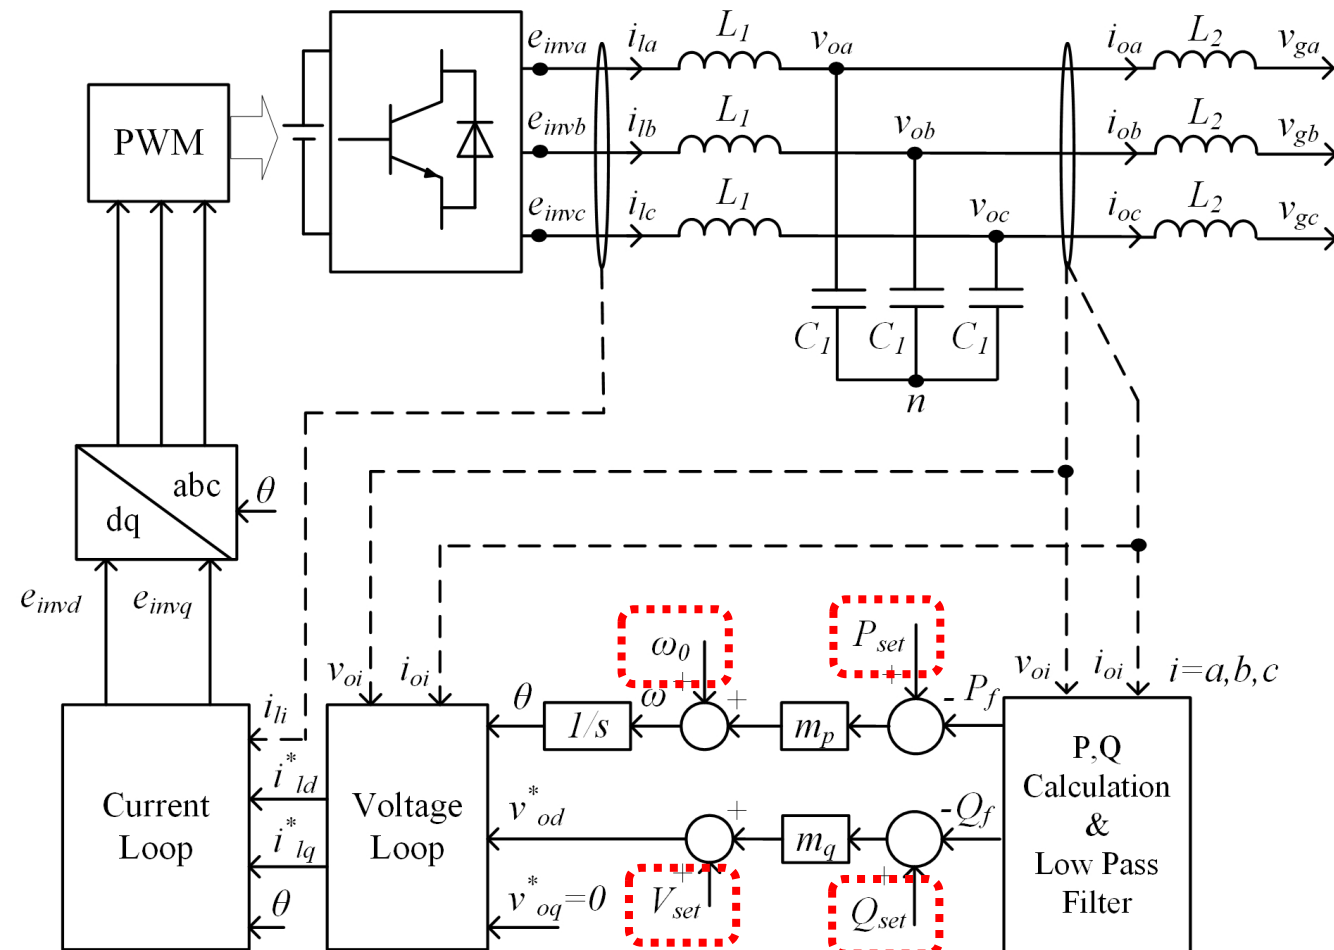 e_inva i_la L_1 v_oa i_oa L_2 v_ga
PWM
e_invb i_lb L_1 v_ob i_ob L_2 v_gb
e_invc i_lc L_1 v_oc i_oc L_2 v_gc
C_1 C_1 C_1
n
abc
dq
θ
e_invd e_invq
ω_0 P_set
v_oi i_oi v_oi i_oi i=a,b,c
i_li θ 1/s ω + + m_p + - P_f
i*_ld
i*_lq
θ
Current
Loop
Voltage
Loop
v*_od + m_q -Q_f
v*_oq=0 + V_set + Q_set
P,Q
Calculation
&
Low Pass
Filter